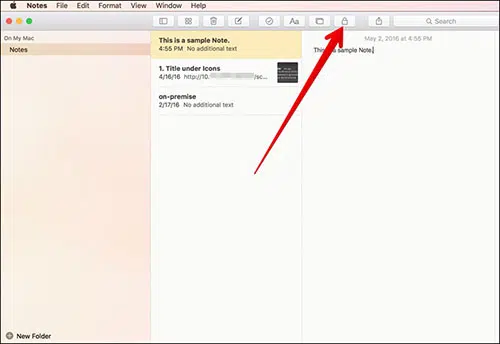 Notes File Edit Format View Window Help
Aa
Search
On My Mac
Notes
This is a sample Note.
4:55 PM No additional text
1. Title under Icons
4/16/16 http://10. /sc...
on-premise
2/17/16 No additional text
May 2, 2016 at 4:55 PM
This is a sample Note.
New Folder